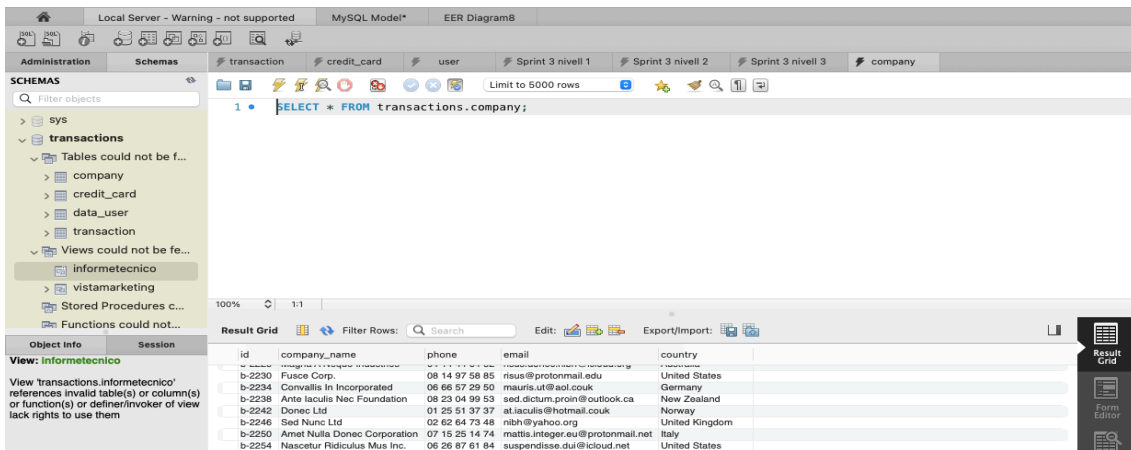 Local Server - Warning - not supported
MySQL Model*
EER Diagram8
Administration
Schemas
transaction
credit_card
user
Sprint 3 nivell 1
Sprint 3 nivell 2
Sprint 3 nivell 3
company
SCHEMAS
Filter objects
Limit to 5000 rows
1
SELECT * FROM transactions.company;
sys
transactions
Tables could not be f...
company
credit_card
data_user
transaction
Views could not be fe...
informetecnico
vistamarketing
Stored Procedures c...
Functions could not...
100%
1:1
Object Info
Session
View: informetecnico
View 'transactions.informetecnico'
references invalid table(s) or column(s)
or function(s) or definer/invoker of view
lack rights to use them
Result Grid
Filter Rows:
Search
Edit:
Export/Import:
id company_name phone email country
Fusce Corp. 08 14 97 58 85 risus@protonmail.edu United States
b-2234 Convallis In Incorporated 06 66 57 29 50 mauris.ut@aol.couk Germany
b-2238 Ante Iaculis Nec Foundation 08 23 04 99 53 sed.dictum.proin@outlook.ca New Zealand
b-2242 Donec Ltd 01 25 51 37 37 at.iaculis@hotmail.couk Norway
b-2246 Sed Nunc Ltd 02 62 64 73 48 nibh@yahoo.org United Kingdom
b-2250 Amet Nulla Donec Corporation 07 15 25 14 74 mattis.integer.eu@protonmail.net Italy
b-2254 Nascetur Ridiculus Mus Inc. 06 26 87 61 84 suspendisse.dui@icloud.net United States
Result
Grid
Form
Editor